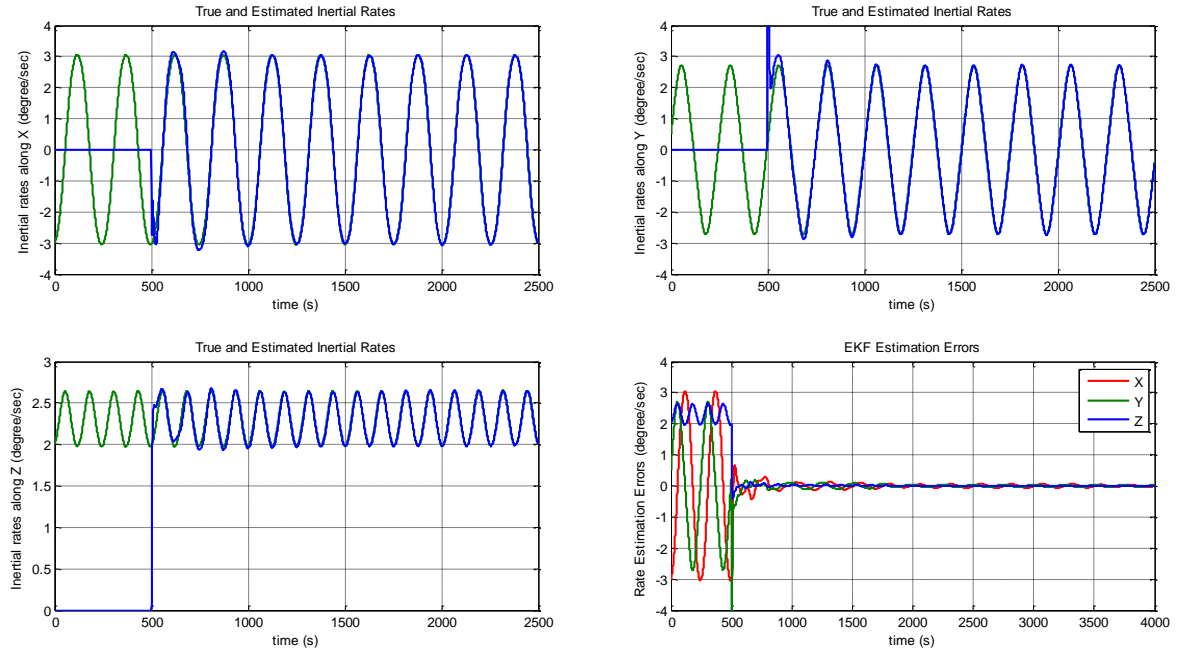 True and Estimated Inertial Rates
Inertial rates along X (degree/sec)
4
3
2
1
0
-1
-2
-3
-4
0 500 1000 1500 2000 2500
time (s)
True and Estimated Inertial Rates
Inertial rates along Y (degree/sec)
4
3
2
1
0
-1
-2
-3
-4
0 500 1000 1500 2000 2500
time (s)
True and Estimated Inertial Rates
Inertial rates along Z (degree/sec)
3
2.5
2
1.5
1
0.5
0
0 500 1000 1500 2000 2500
time (s)
EKF Estimation Errors
Rate Estimation Errors (degree/sec)
4
3
2
1
0
-1
-2
-3
-4
X
Y
Z
0 500 1000 1500 2000 2500 3000 3500 4000
time (s)